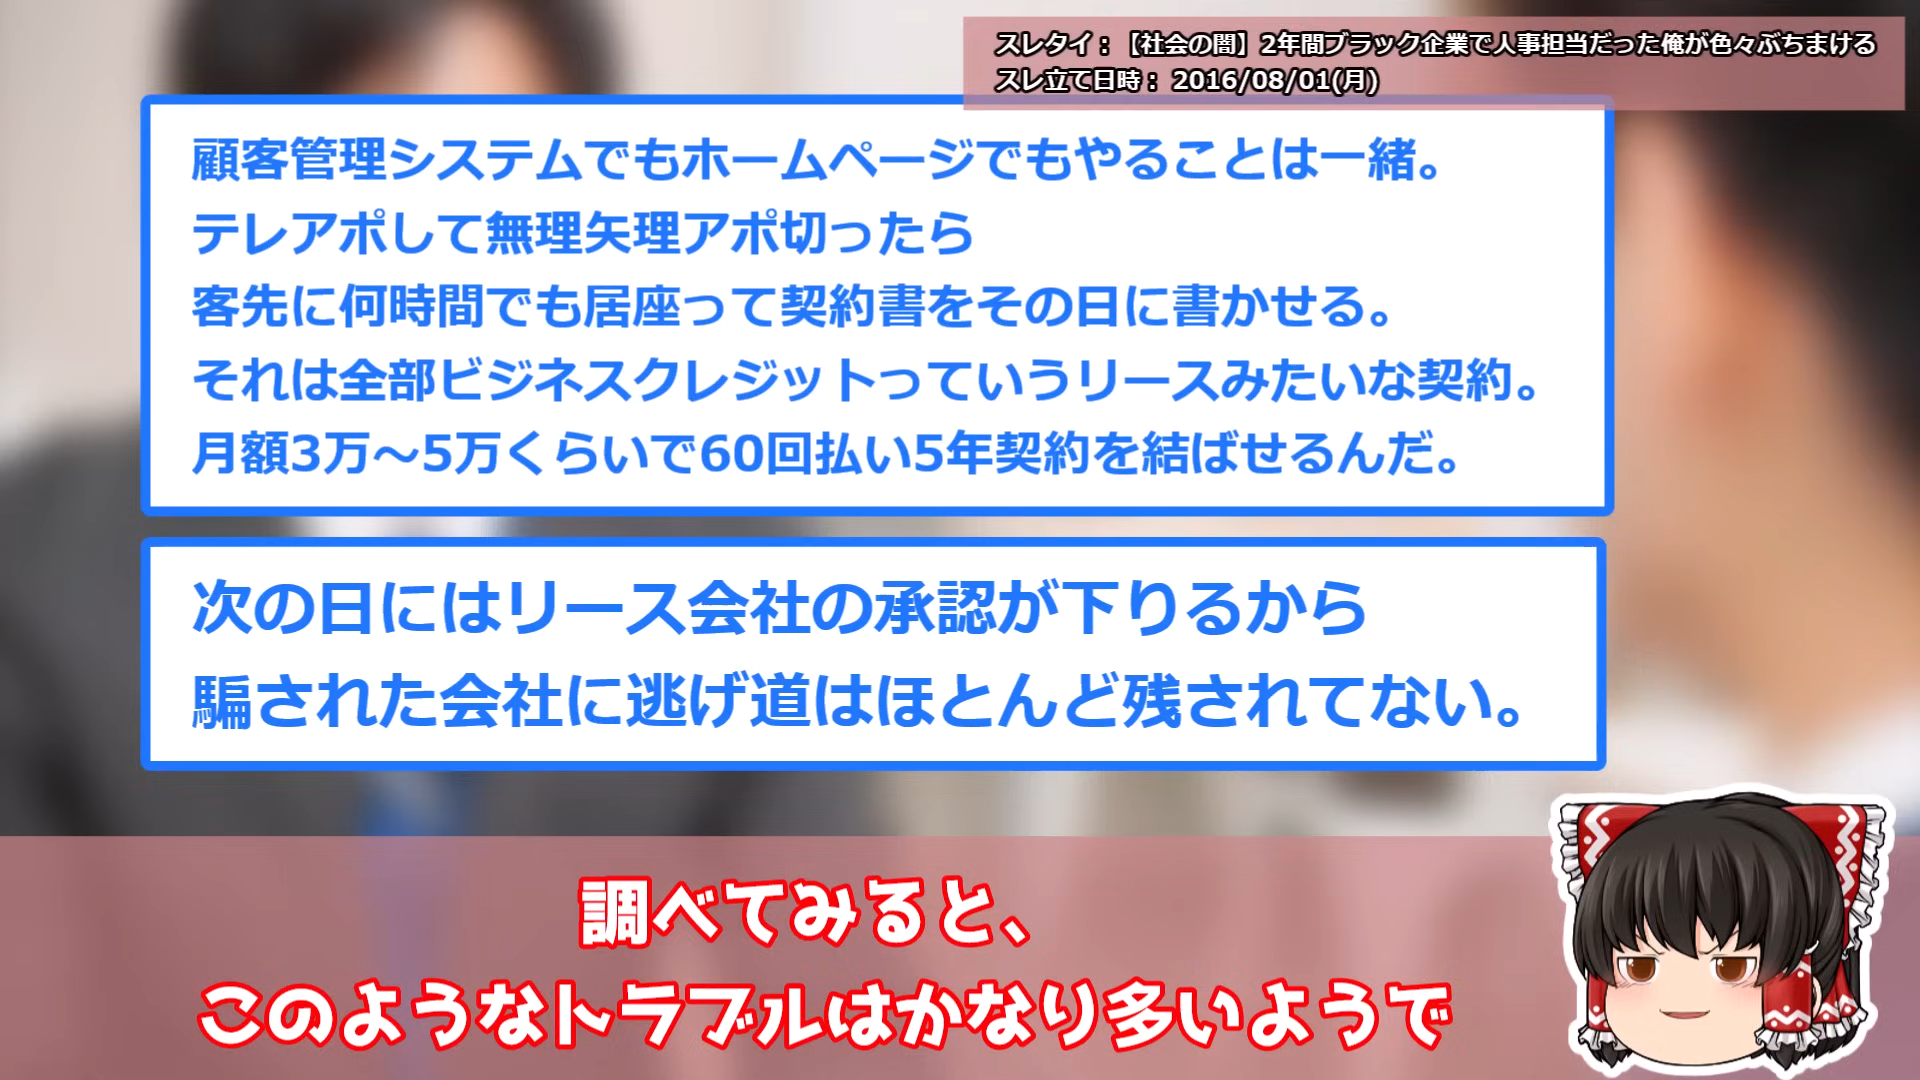 スレタイ：【社会の闇】2年間ブラック企業で人事担当だった俺が色々ぶちまける
スレ立て日時： 2016/08/01(月)
顧客管理システムでもホームページでもやることは一緒。
テレアポして無理矢理アポ切ったら
客先に何時間でも居座って契約書をその日に書かせる。
それは全部ビジネスクレジットっていうリースみたいな契約。
月額3万～5万くらいで60回払い5年契約を結ばせるんだ。
次の日にはリース会社の承認が下りるから
騙された会社に逃げ道はほとんど残されてない。
調べてみると、
このようなトラブルはかなり多いようで